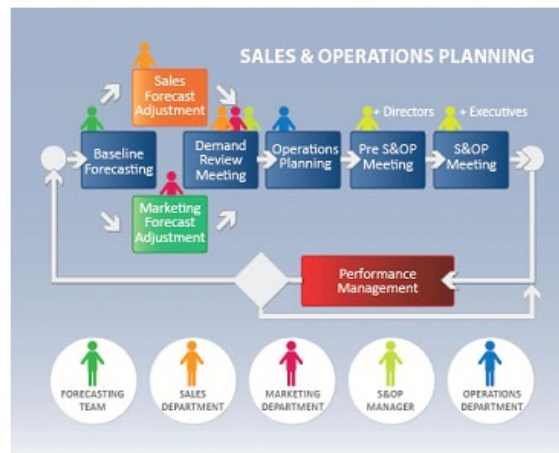 SALES & OPERATIONS PLANNING
Sales
Forecast
Adjustment
+ Directors
+ Executives
Baseline
Forecasting
Demand
Review
Meeting
Operations
Planning
Pre S&OP
Meeting
S&OP
Meeting
Marketing
Forecast
Adjustment
Performance
Management
FORECASTING
TEAM
SALES
DEPARTMENT
MARKETING
DEPARTMENT
S&OP
MANAGER
OPERATIONS
DEPARTMENT